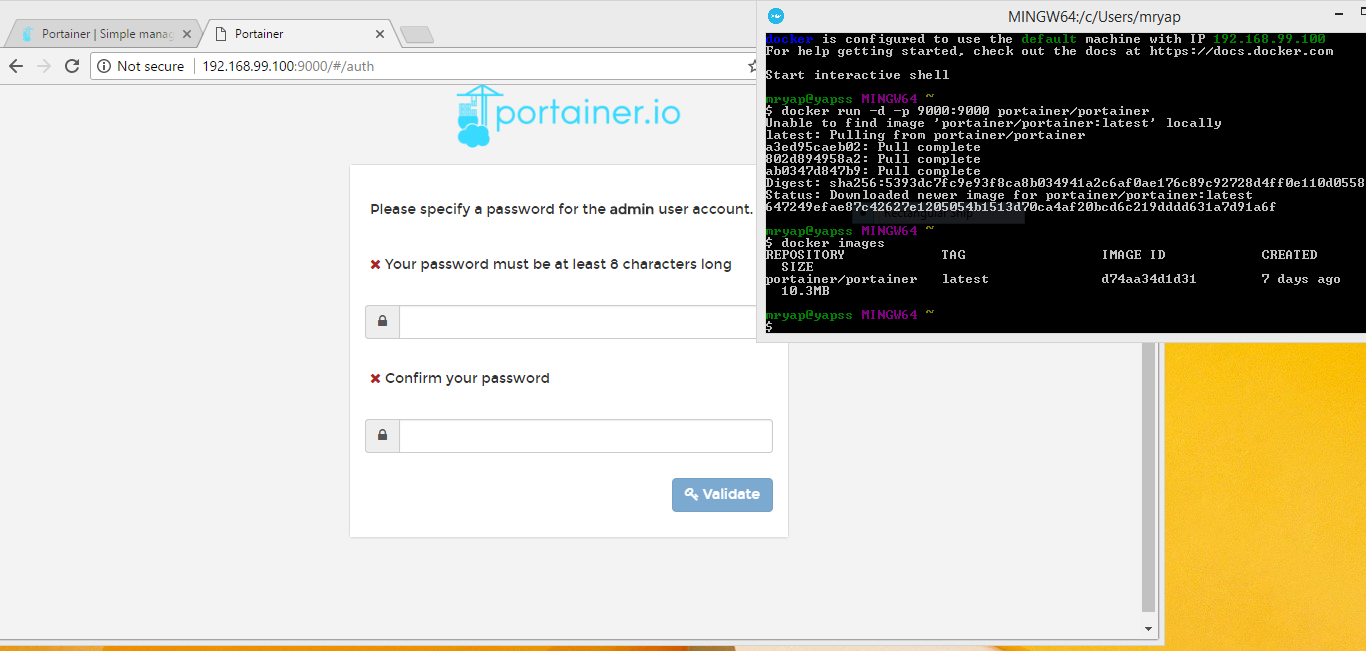 Portainer | Simple manag
Portainer
Not secure
192.168.99.100:9000/#/auth
portainer.io
Please specify a password for the admin user account.
Your password must be at least 8 characters long
Confirm your password
Validate
MINGW64:/c/Users/mryap
docker is configured to use the default machine with IP 192.168.99.100
For help getting started, check out the docs at https://docs.docker.com
Start interactive shell
mryap@yapss MINGW64 ~
$ docker run -d -p 9000:9000 portainer/portainer
Unable to find image 'portainer/portainer:latest' locally
latest: Pulling from portainer/portainer
a3ed95caeb02: Pull complete
802d894958a2: Pull complete
ab0347d847b9: Pull complete
Digest: sha256:5393dc7fc9e93f8ca8b034941a2c6af0ae176c89c92728d4ff0e110d0558
Status: Downloaded newer image for portainer/portainer:latest
647249efae87c42627e1205054b1513d70ca4af20bcd6c219dddd631a7d91a6f
Rectangular Snip
mryap@yapss MINGW64 ~
$ docker images
REPOSITORY TAG IMAGE ID CREATED
SIZE
portainer/portainer latest d74aa34d1d31 7 days ago
10.3MB
mryap@yapss MINGW64 ~
$